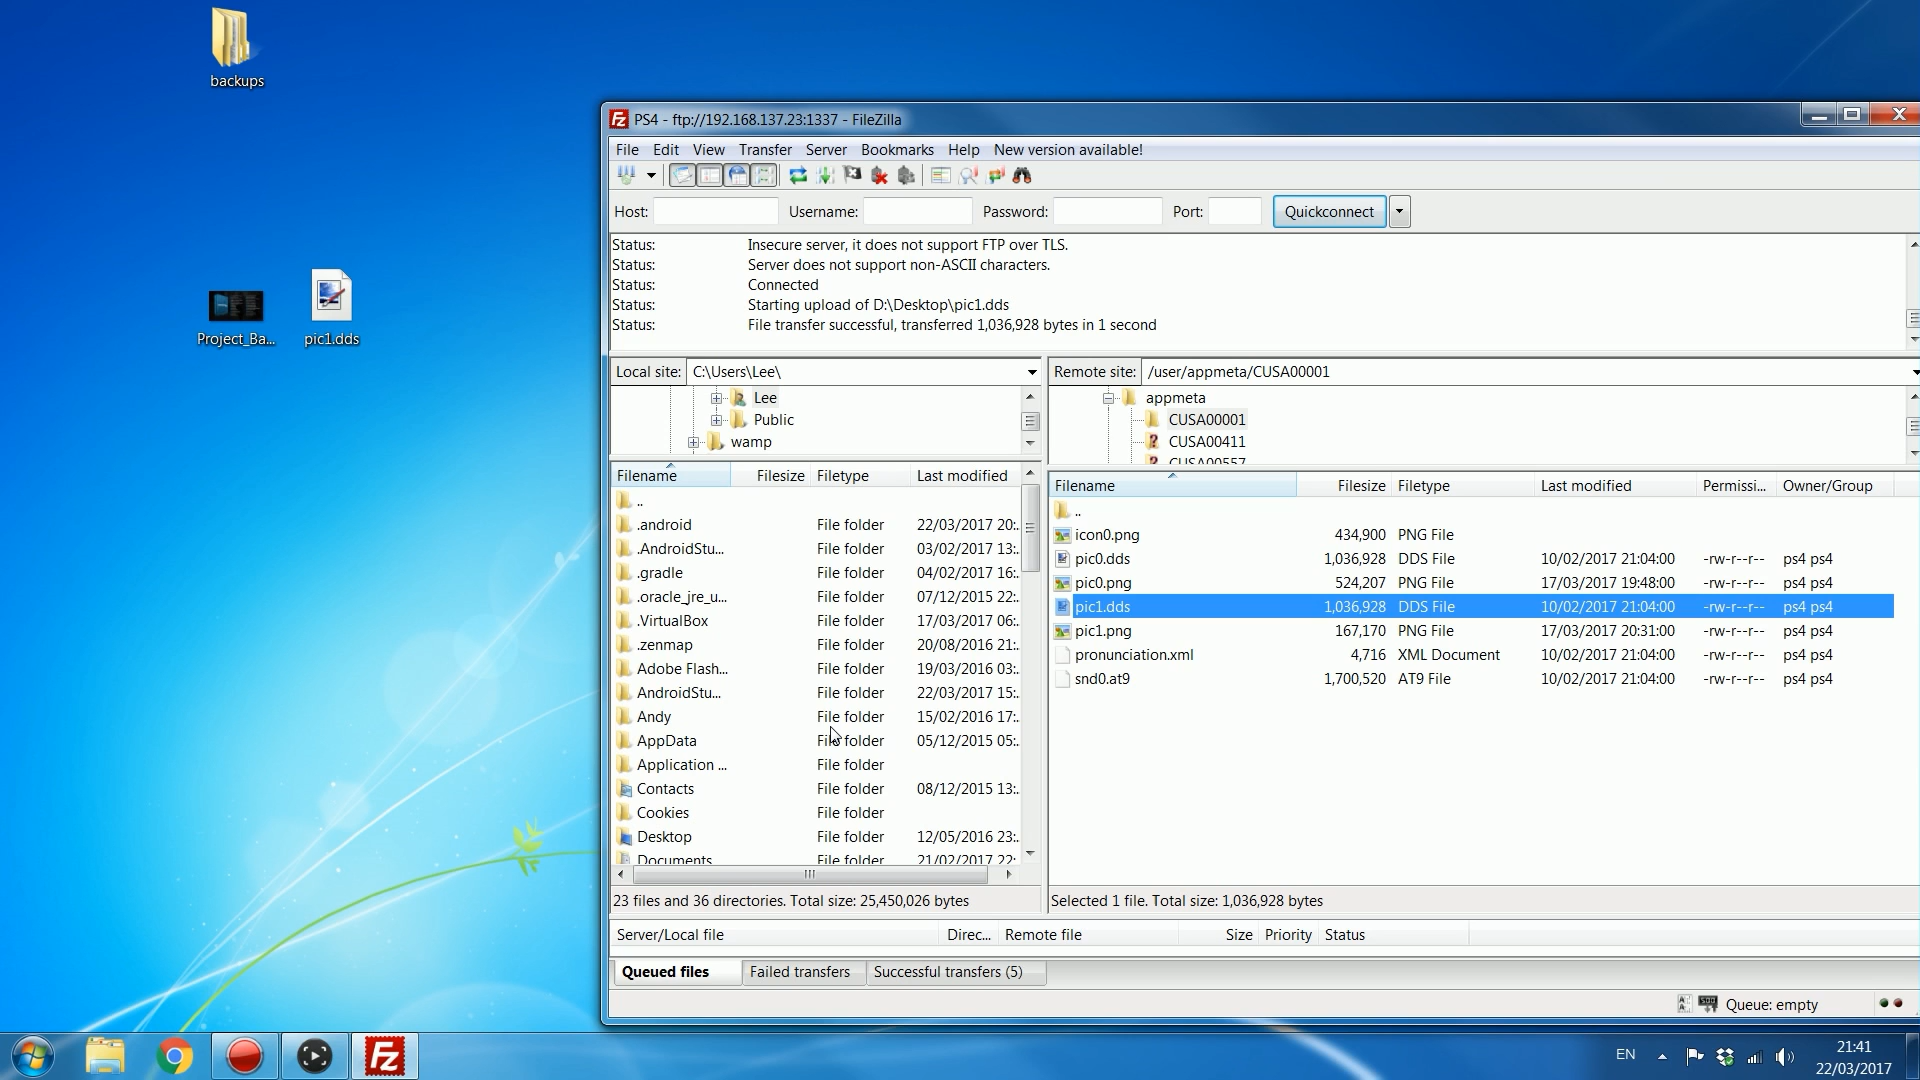 backups
Project_Ba...
pic1.dds
PS4 - ftp://192.168.137.23:1337 - FileZilla
File Edit View Transfer Server Bookmarks Help New version available!
Host: Username: Password: Port: Quickconnect
Status: Insecure server, it does not support FTP over TLS.
Status: Server does not support non-ASCII characters.
Status: Connected
Status: Starting upload of D:\Desktop\pic1.dds
Status: File transfer successful, transferred 1,036,928 bytes in 1 second
Local site: C:\Users\Lee\
Lee
Public
wamp
Filename Filesize Filetype Last modified
..
.android File folder 22/03/2017 20:..
.AndroidStu... File folder 03/02/2017 13:..
.gradle File folder 04/02/2017 16:..
.oracle_jre_u... File folder 07/12/2015 22:..
.VirtualBox File folder 17/03/2017 06:..
.zenmap File folder 20/08/2016 21:..
Adobe Flash... File folder 19/03/2016 03:..
AndroidStu... File folder 22/03/2017 15:..
Andy File folder 15/02/2016 17:..
AppData File folder 05/12/2015 05:..
Application ... File folder
Contacts File folder 08/12/2015 13:..
Cookies File folder
Desktop File folder 12/05/2016 23:..
Documents File folder 21/02/2017 22:
23 files and 36 directories. Total size: 25,450,026 bytes
Remote site: /user/appmeta/CUSA00001
appmeta
CUSA00001
CUSA00411
CUSA00557
Filename Filesize Filetype Last modified Permissi... Owner/Group
..
icon0.png 434,900 PNG File
pic0.dds 1,036,928 DDS File 10/02/2017 21:04:00 -rw-r--r-- ps4 ps4
pic0.png 524,207 PNG File 17/03/2017 19:48:00 -rw-r--r-- ps4 ps4
pic1.dds 1,036,928 DDS File 10/02/2017 21:04:00 -rw-r--r-- ps4 ps4
pic1.png 167,170 PNG File 17/03/2017 20:31:00 -rw-r--r-- ps4 ps4
pronunciation.xml 4,716 XML Document 10/02/2017 21:04:00 -rw-r--r-- ps4 ps4
snd0.at9 1,700,520 AT9 File 10/02/2017 21:04:00 -rw-r--r-- ps4 ps4
Selected 1 file. Total size: 1,036,928 bytes
Server/Local file Direc... Remote file Size Priority Status
Queued files Failed transfers Successful transfers (5)
Queue: empty
EN
21:41
22/03/2017